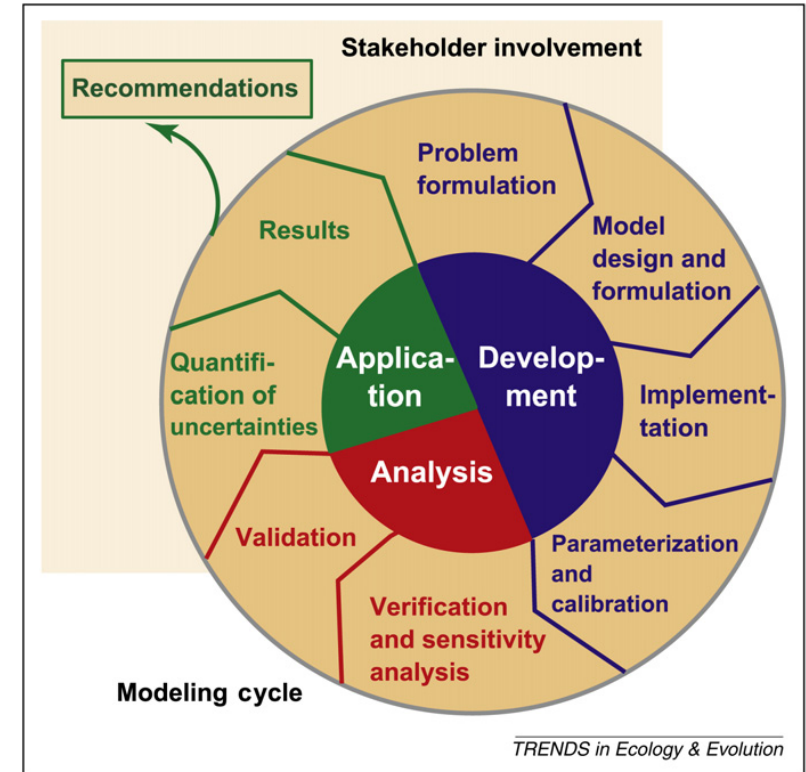 Stakeholder involvement
Recommendations
Problem
formulation
Model
design and
formulation
Implement-
tation
Parameterization
and
calibration
Verification
and sensitivity
analysis
Validation
Quantifi-
cation of
uncertainties
Results
Applica-
tion
Develop-
ment
Analysis
Modeling cycle
TRENDS in Ecology & Evolution